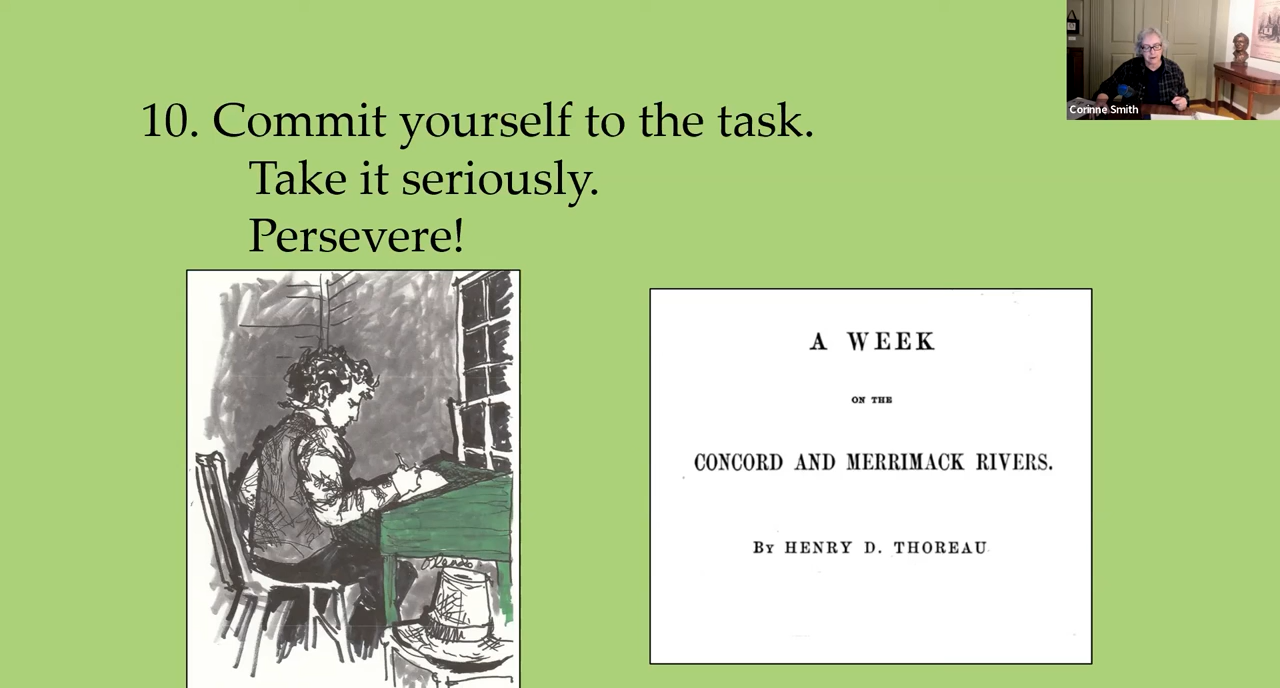 10. Commit yourself to the task.
Take it seriously.
Persevere!
A WEEK
ON THE
CONCORD AND MERRIMACK RIVERS.
By HENRY D. THOREAU
Corinne Smith